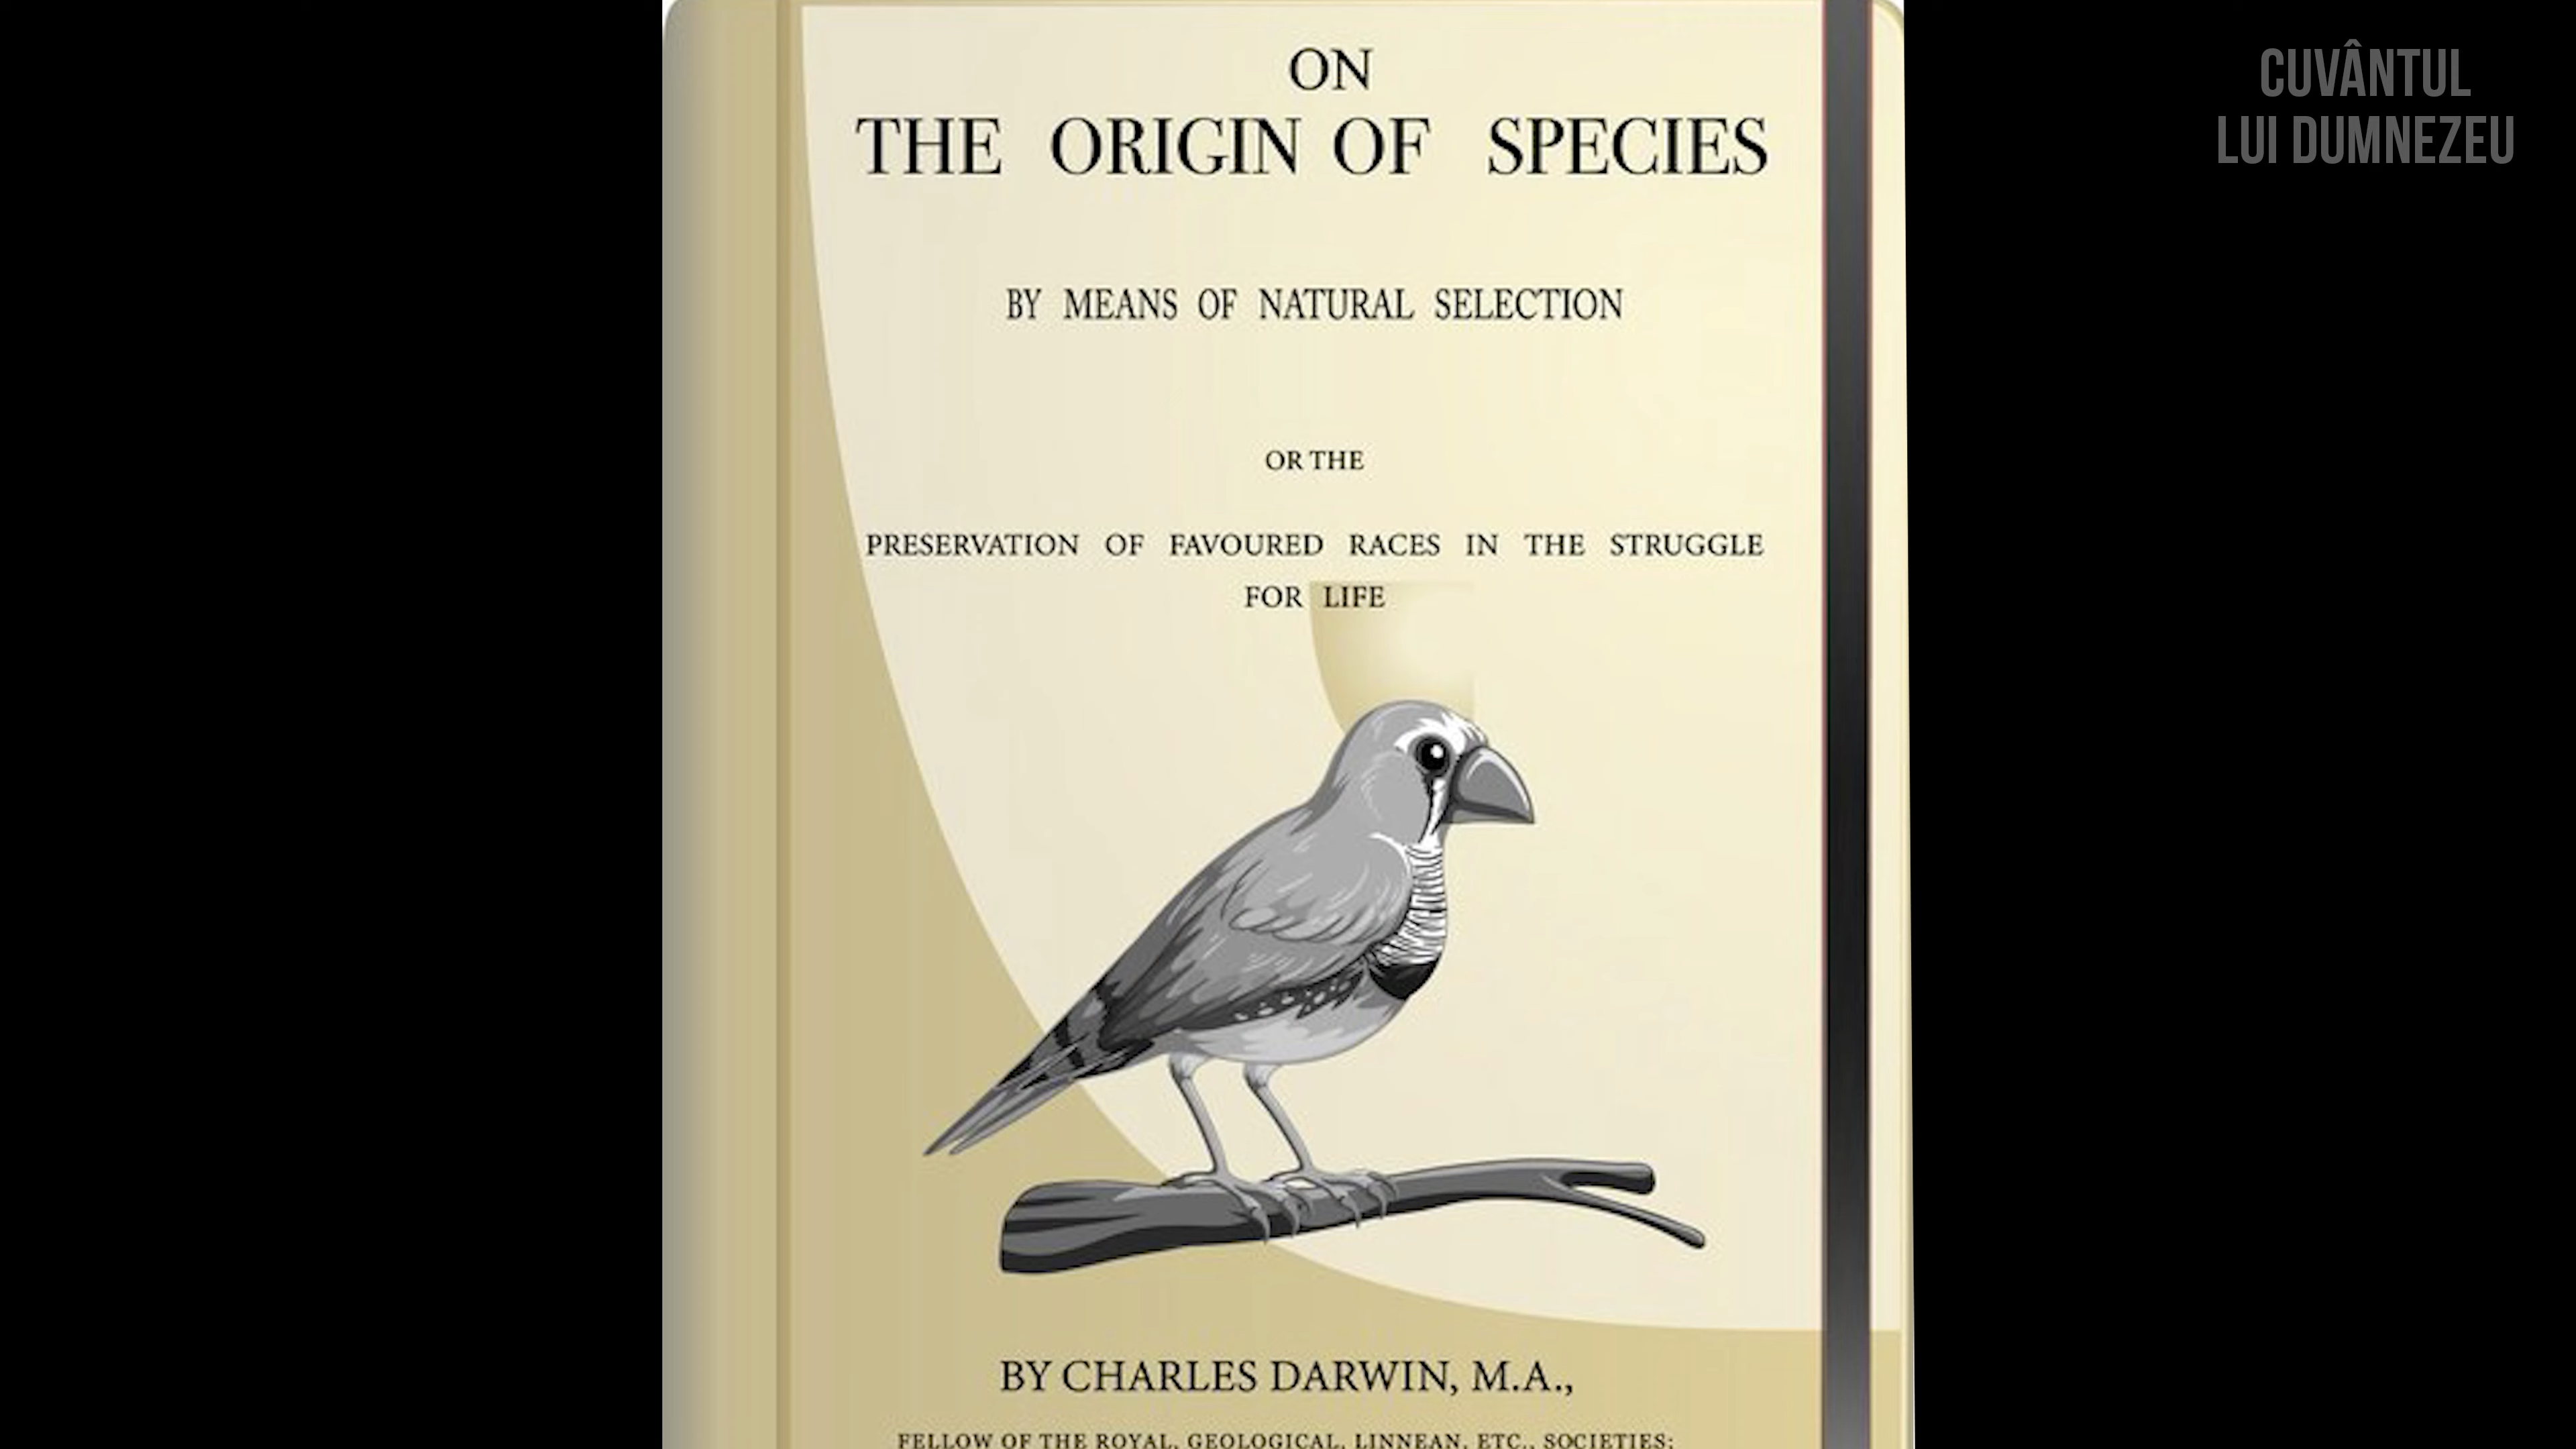 ON
THE ORIGIN OF SPECIES
BY MEANS OF NATURAL SELECTION
OR THE
PRESERVATION OF FAVOURED RACES IN THE STRUGGLE
FOR LIFE
BY CHARLES DARWIN, M.A.,
FELLOW OF THE ROYAL, GEOLOGICAL, LINNEAN, ETC., SOCIETIES;
CUVÂNTUL
LUI DUMNEZEU